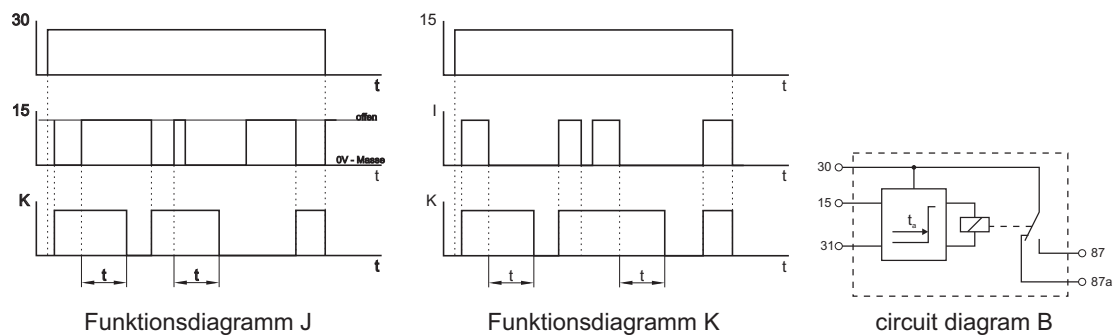 30
t
15
offen
0V - Masse
t
K
t
t
t
Funktionsdiagramm J
15
t
I
t
K
t
t
t
Funktionsdiagramm K
30
15
31
tₐ
87
87a
circuit diagram B